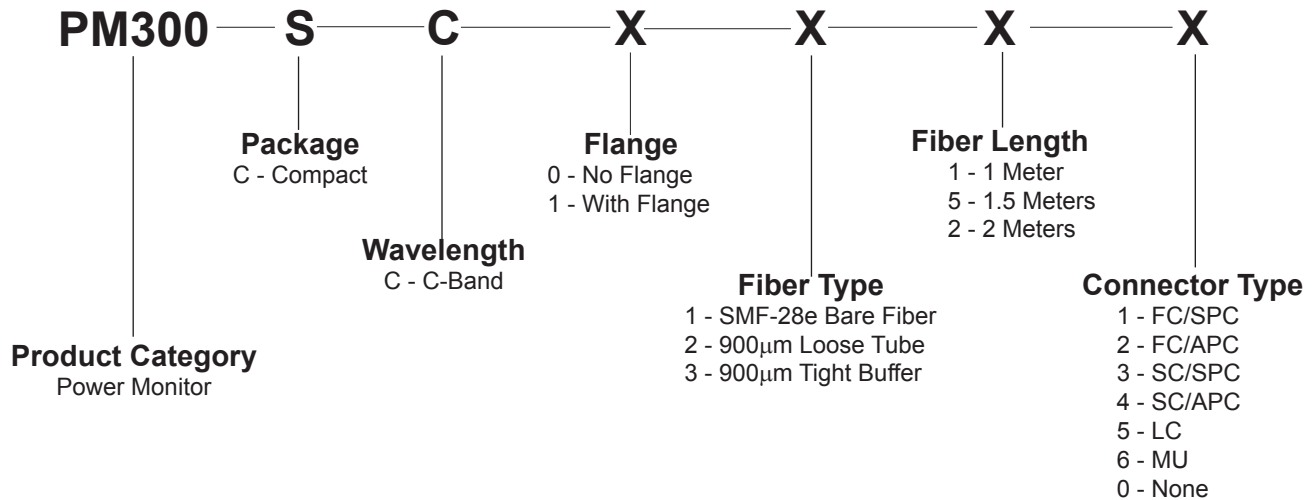 PM300 S C X X X X
Package
C - Compact
Flange
0 - No Flange
1 - With Flange
Fiber Length
1 - 1 Meter
5 - 1.5 Meters
2 - 2 Meters
Wavelength
C - C-Band
Fiber Type
1 - SMF-28e Bare Fiber
2 - 900μm Loose Tube
3 - 900μm Tight Buffer
Connector Type
1 - FC/SPC
2 - FC/APC
3 - SC/SPC
4 - SC/APC
5 - LC
6 - MU
0 - None
Product Category
Power Monitor